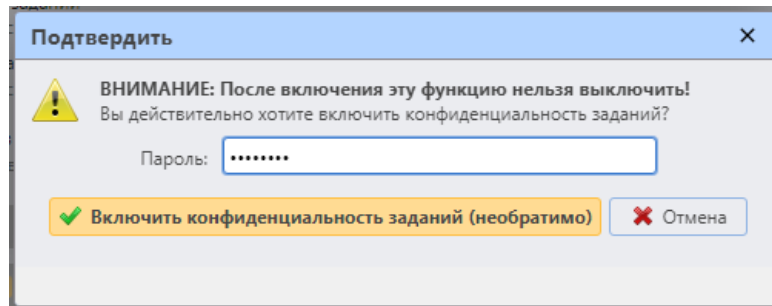 Подтвердить
ВНИМАНИЕ: После включения эту функцию нельзя выключить!
Вы действительно хотите включить конфиденциальность заданий?
Пароль: ••••••••
Включить конфиденциальность заданий (необратимо)
Отмена